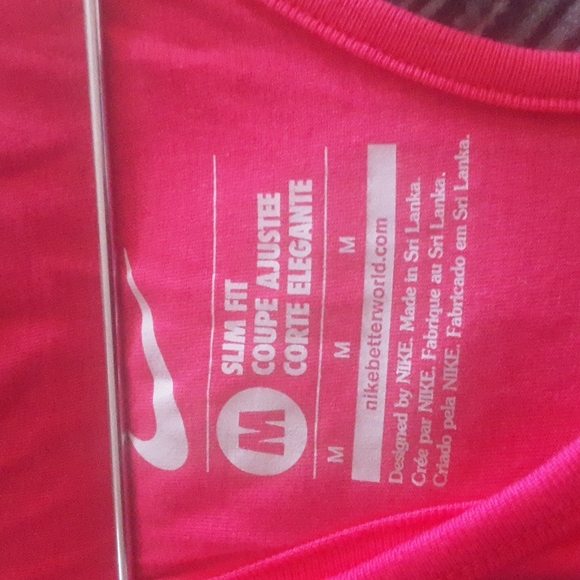 M
SLIM FIT
COUPE AJUSTEE
CORTE ELEGANTE
M M M
nikebetterworld.com
Designed by NIKE. Made in Sri Lanka.
Crée par NIKE. Fabrique au Sri Lanka.
Criado pela NIKE. Fabricado em Sri Lanka.